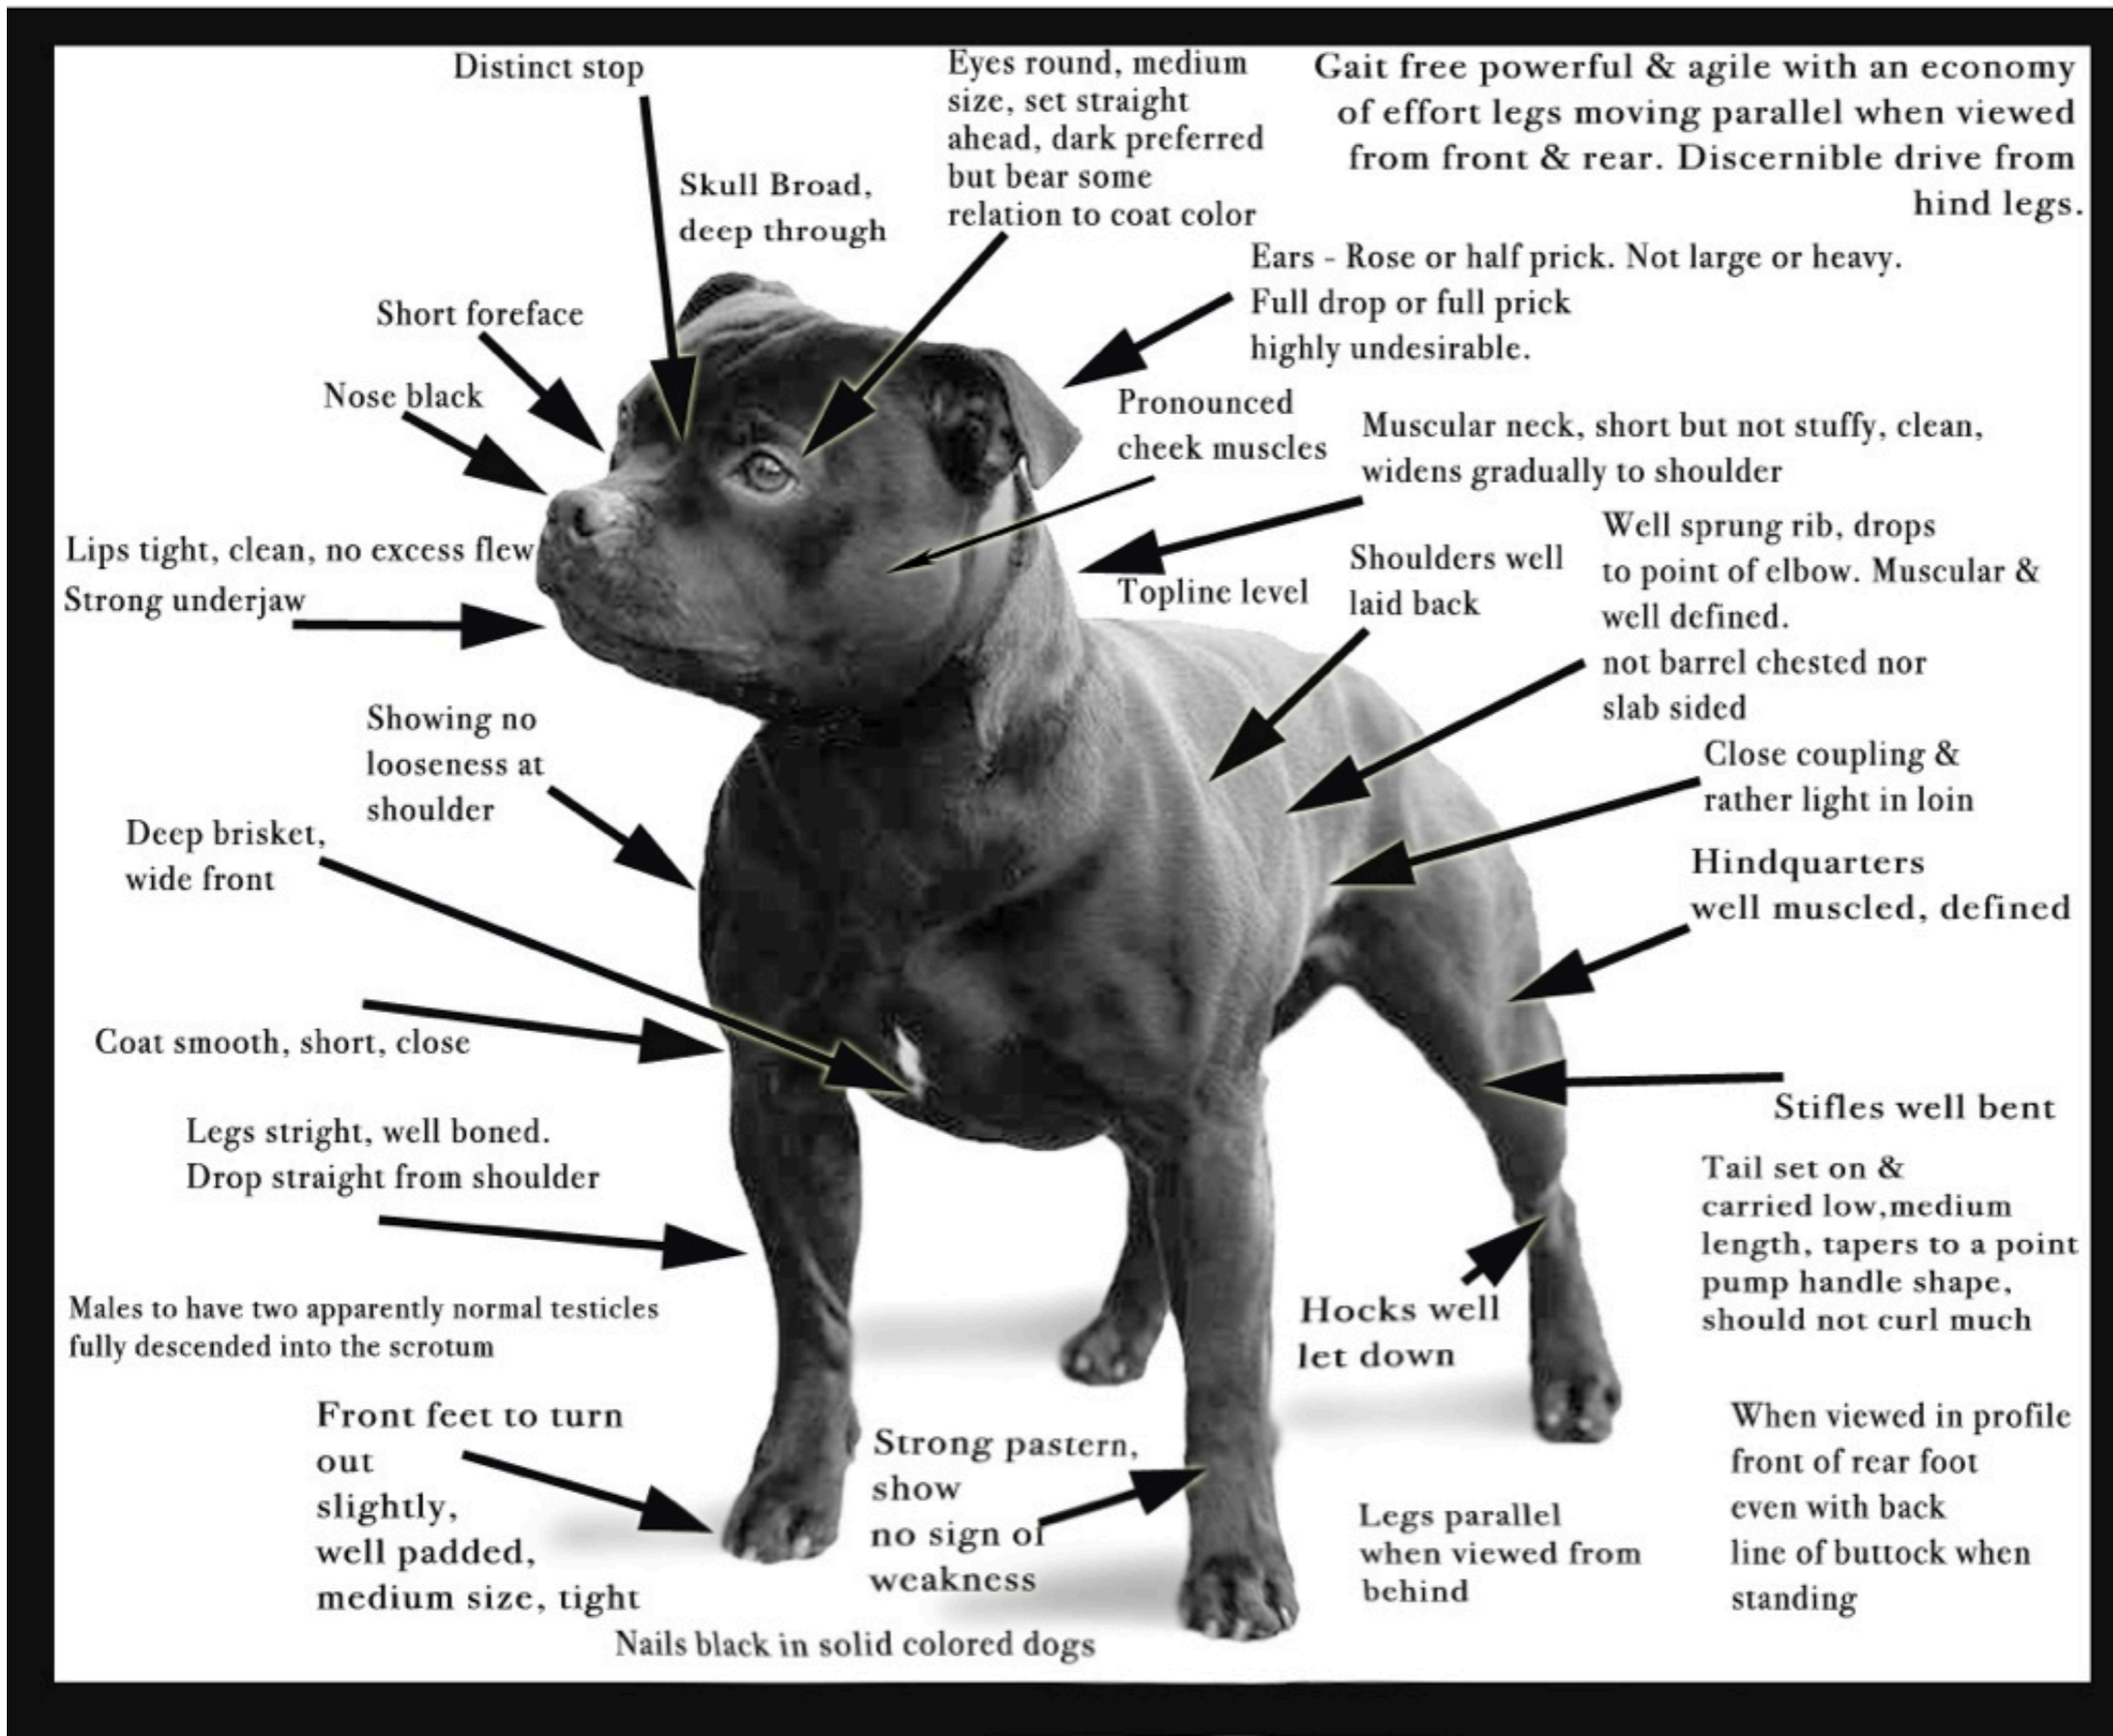 Distinct stop
Eyes round, medium
size, set straight
ahead, dark preferred
but bear some
relation to coat color
Gait free powerful & agile with an economy
of effort legs moving parallel when viewed
from front & rear. Discernible drive from
hind legs.
Skull Broad,
deep through
Ears - Rose or half prick. Not large or heavy.
Full drop or full prick
highly undesirable.
Short foreface
Nose black
Pronounced
cheek muscles
Muscular neck, short but not stuffy, clean,
widens gradually to shoulder
Lips tight, clean, no excess flew
Strong underjaw
Topline level
Shoulders well
laid back
Well sprung rib, drops
to point of elbow. Muscular &
well defined.
not barrel chested nor
slab sided
Showing no
looseness at
shoulder
Close coupling &
rather light in loin
Deep brisket,
wide front
Hindquarters
well muscled, defined
Coat smooth, short, close
Stifles well bent
Legs stright, well boned.
Drop straight from shoulder
Tail set on &
carried low,medium
length, tapers to a point
pump handle shape,
should not curl much
Males to have two apparently normal testicles
fully descended into the scrotum
Hocks well
let down
Front feet to turn
out
slightly,
well padded,
medium size, tight
Strong pastern,
show
no sign of
weakness
Legs parallel
when viewed from
behind
When viewed in profile
front of rear foot
even with back
line of buttock when
standing
Nails black in solid colored dogs